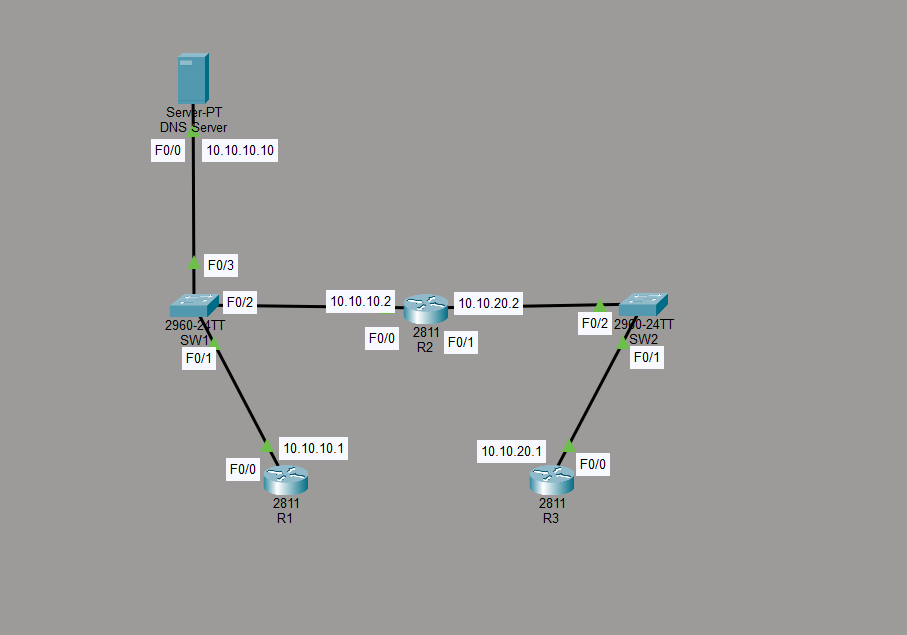 Server-PT
DNS Server
F0/0
10.10.10.10
F0/3
F0/2
2960-24TT
SW1
F0/1
10.10.10.2
F0/0
2811
R2
10.10.20.2
F0/1
F0/2
2960-24TT
SW2
F0/1
10.10.10.1
F0/0
2811
R1
10.10.20.1
F0/0
2811
R3